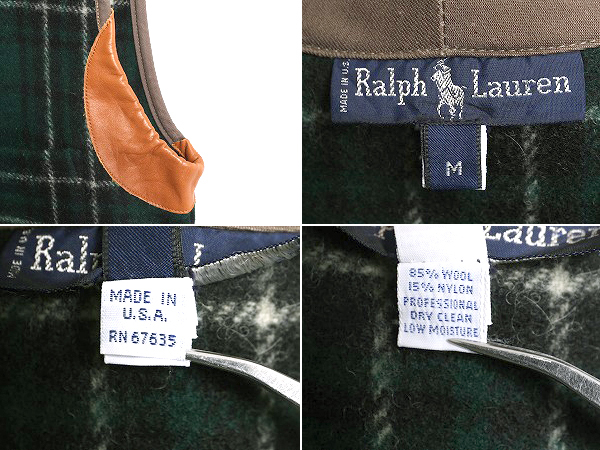 MADE IN U.S.
Ralph Lauren
M
MADE IN
Ral
MADE IN
U.S.A.
RN 67635
Lauren
85% WOOL
15% NYLON
PROFESSIONAL
DRY CLEAN
LOW MOISTURE